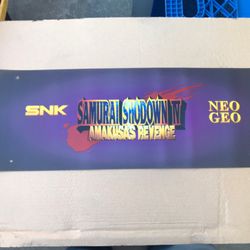 SNK
SAMURAI SHODOWN IV
AMAKUSA'S REVENGE
NEO
GEO